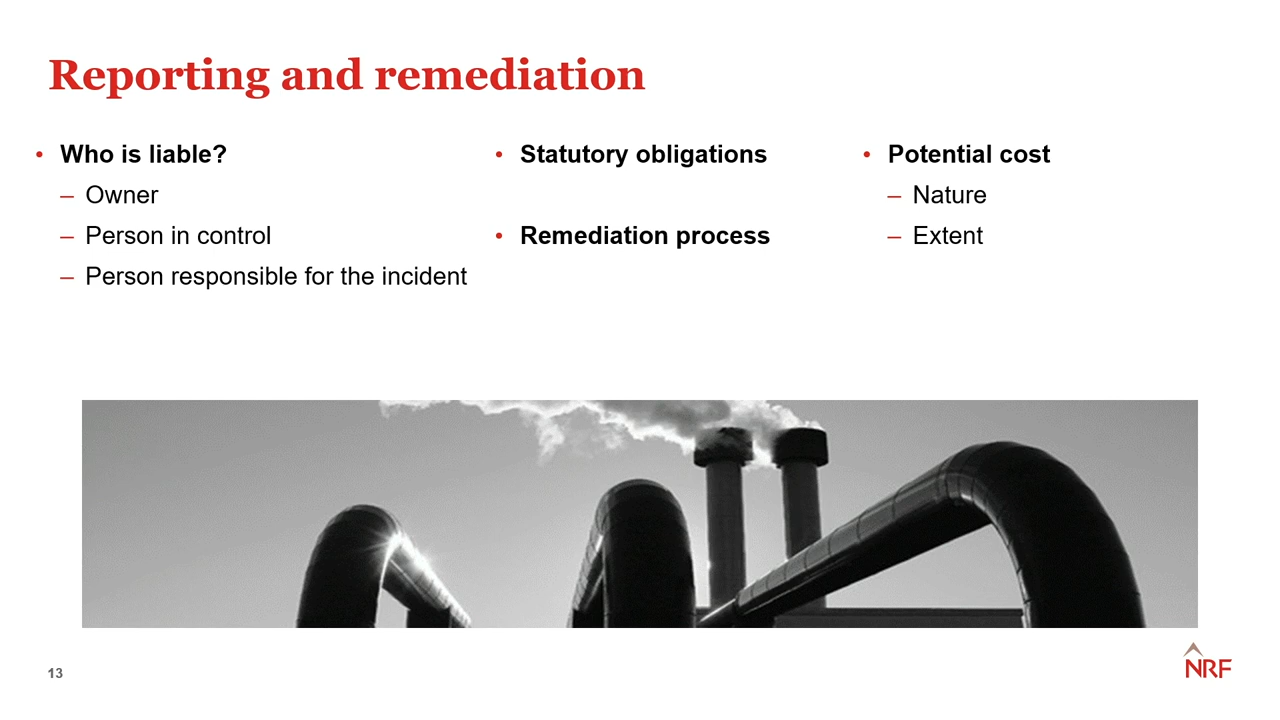 Reporting and remediation
• Who is liable?
– Owner
– Person in control
– Person responsible for the incident
• Statutory obligations
• Remediation process
• Potential cost
– Nature
– Extent
13
NRF